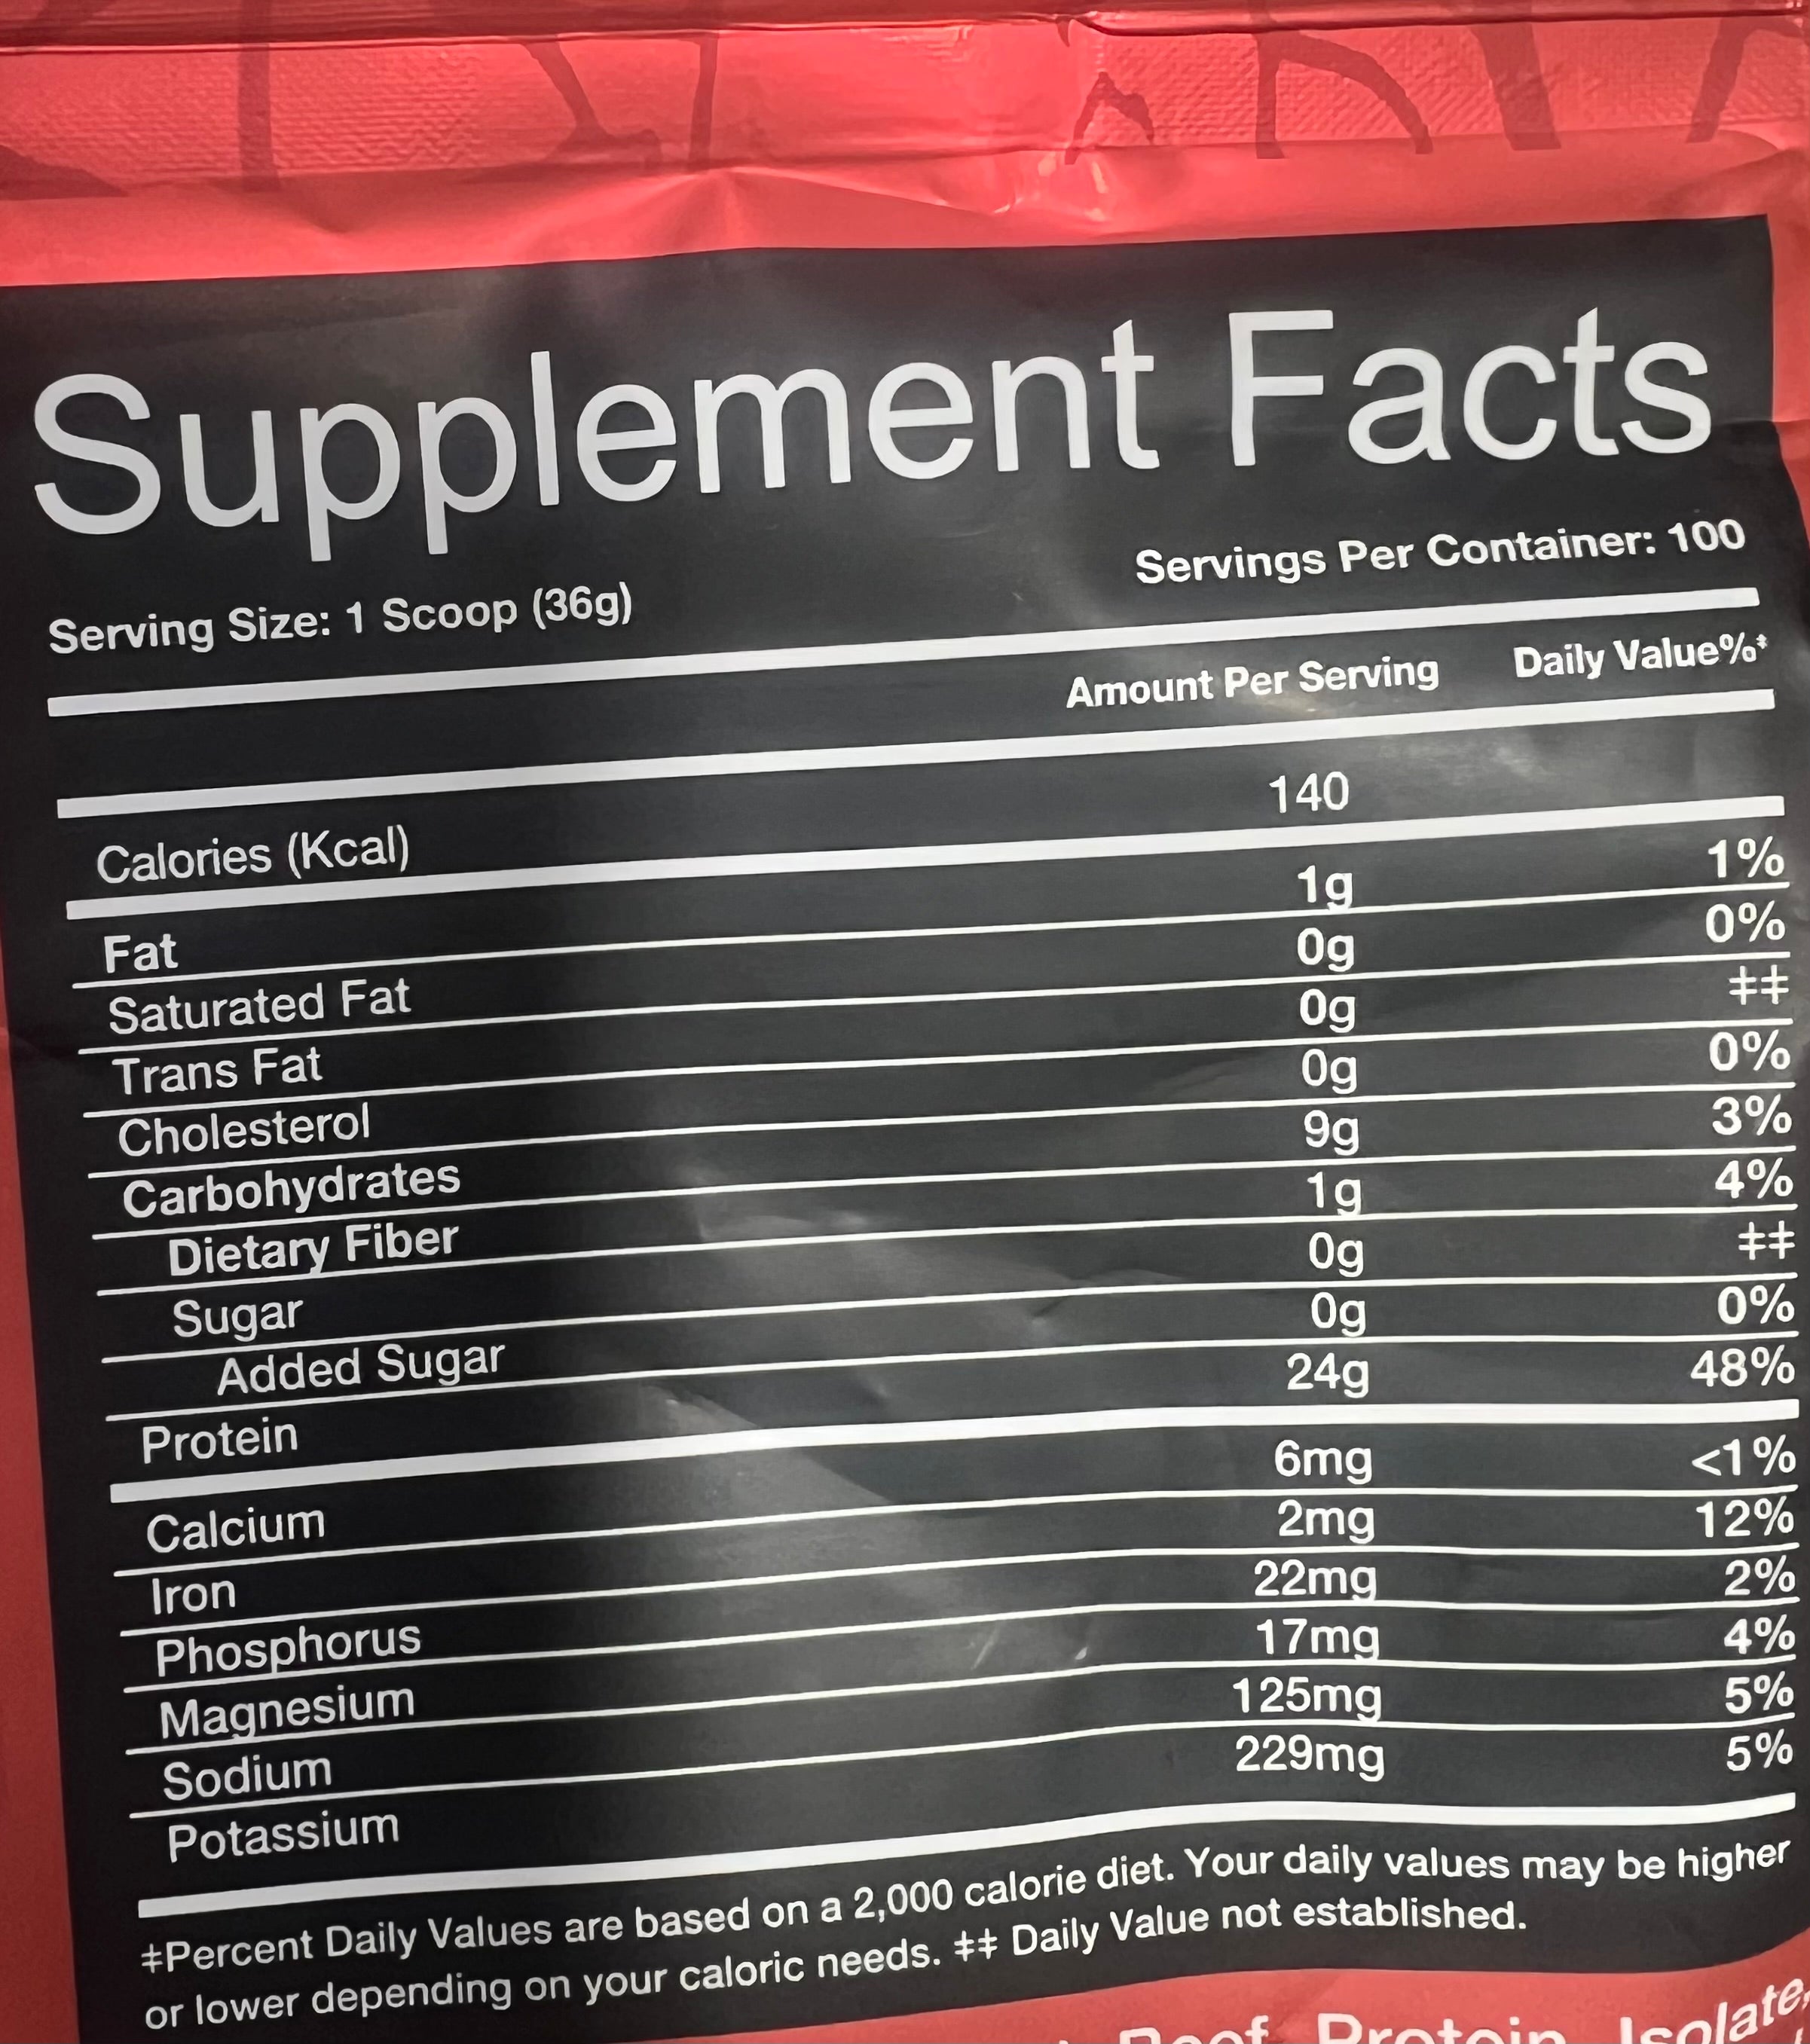 Supplement Facts
Serving Size: 1 Scoop (36g) Servings Per Container: 100
Amount Per Serving Daily Value%‡
Calories (Kcal) 140
Fat 1g 1%
Saturated Fat 0g 0%
Trans Fat 0g ‡‡
Cholesterol 0g 0%
Carbohydrates 9g 3%
Dietary Fiber 1g 4%
Sugar 0g ‡‡
Added Sugar 0g 0%
Protein 24g 48%
Calcium 6mg <1%
Iron 2mg 12%
Phosphorus 22mg 2%
Magnesium 17mg 4%
Sodium 125mg 5%
Potassium 229mg 5%
‡Percent Daily Values are based on a 2,000 calorie diet. Your daily values may be higher
or lower depending on your caloric needs. ‡‡ Daily Value not established.
Beef Protein Isolate,